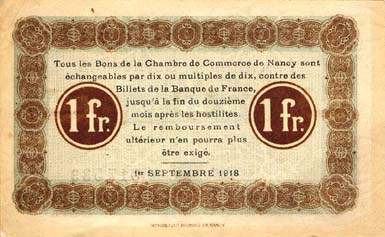 Tous les Bons de la Chambre de Commerce de Nancy sont
échangeables par dix ou multiples de dix, contre des
Billets de la Banque de France,
jusqu'à la fin du douzième
mois après les hostilités.
Le remboursement
ultérieur n'en pourra plus
être exigé.
1 fr.
1 fr.
1er SEPTEMBRE 1918